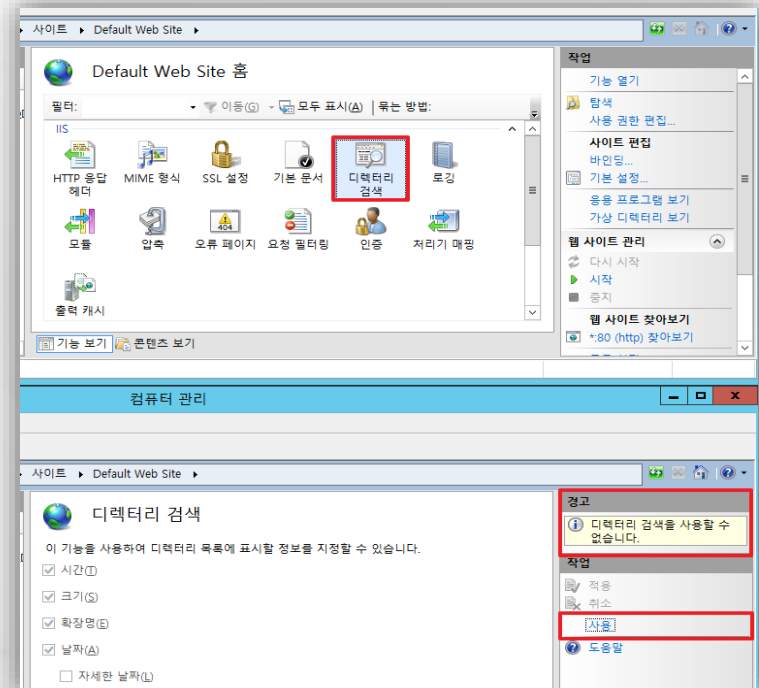 사이트 ▸ Default Web Site ▸
Default Web Site 홈
필터: 이동(G) 모두 표시(A) 묶는 방법:
IIS
HTTP 응답 헤더
MIME 형식
SSL 설정
기본 문서
디렉터리 검색
로깅
모듈
압축
404
오류 페이지
요청 필터링
인증
처리기 매핑
출력 캐시
기능 보기 콘텐츠 보기
작업
기능 열기
탐색
사용 권한 편집...
사이트 편집
바인딩...
기본 설정...
응용 프로그램 보기
가상 디렉터리 보기
웹 사이트 관리
다시 시작
시작
중지
웹 사이트 찾아보기
*:80 (http) 찾아보기
컴퓨터 관리
사이트 ▸ Default Web Site ▸
디렉터리 검색
이 기능을 사용하여 디렉터리 목록에 표시할 정보를 지정할 수 있습니다.
시간(T)
크기(S)
확장명(E)
날짜(A)
자세한 날짜(L)
경고
디렉터리 검색을 사용할 수
없습니다.
작업
적용
취소
사용
도움말